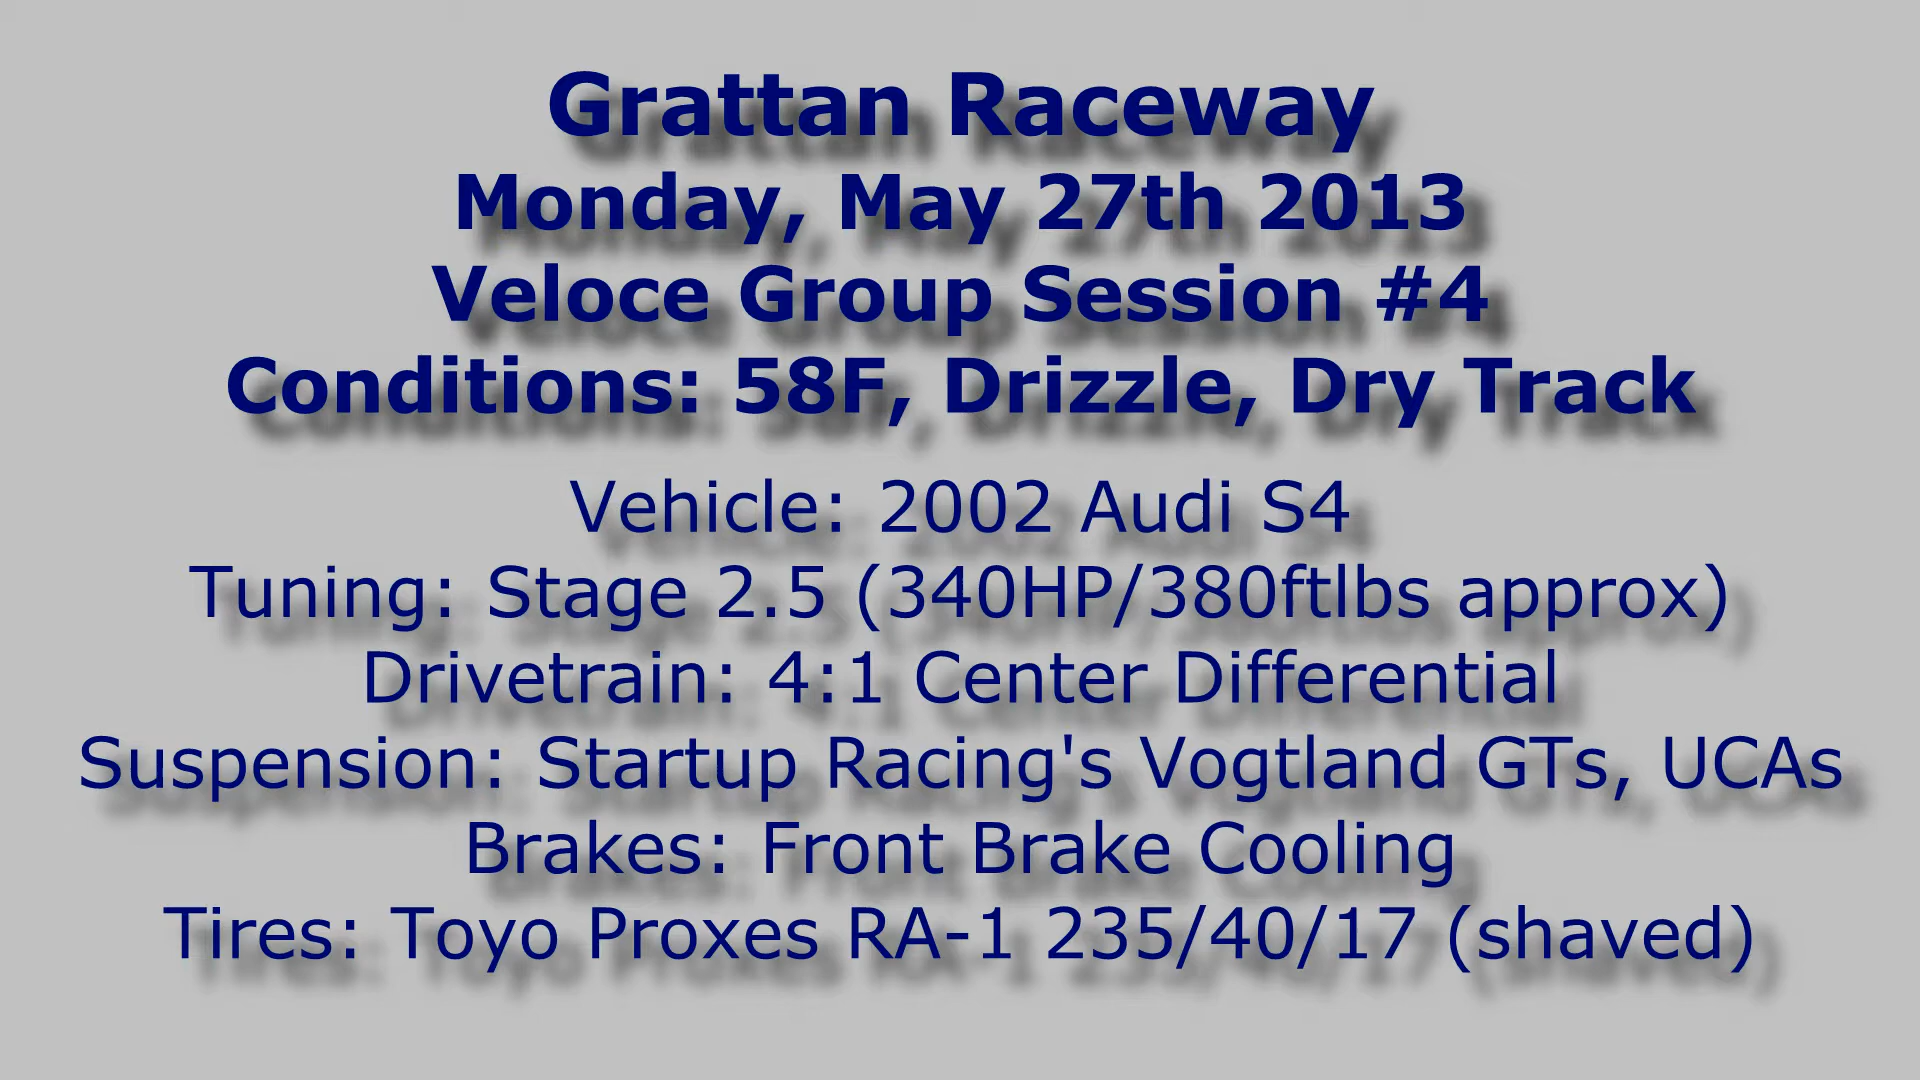 Grattan Raceway
Monday, May 27th 2013
Veloce Group Session #4
Conditions: 58F, Drizzle, Dry Track
Vehicle: 2002 Audi S4
Tuning: Stage 2.5 (340HP/380ftlbs approx)
Drivetrain: 4:1 Center Differential
Suspension: Startup Racing's Vogtland GTs, UCAs
Brakes: Front Brake Cooling
Tires: Toyo Proxes RA-1 235/40/17 (shaved)